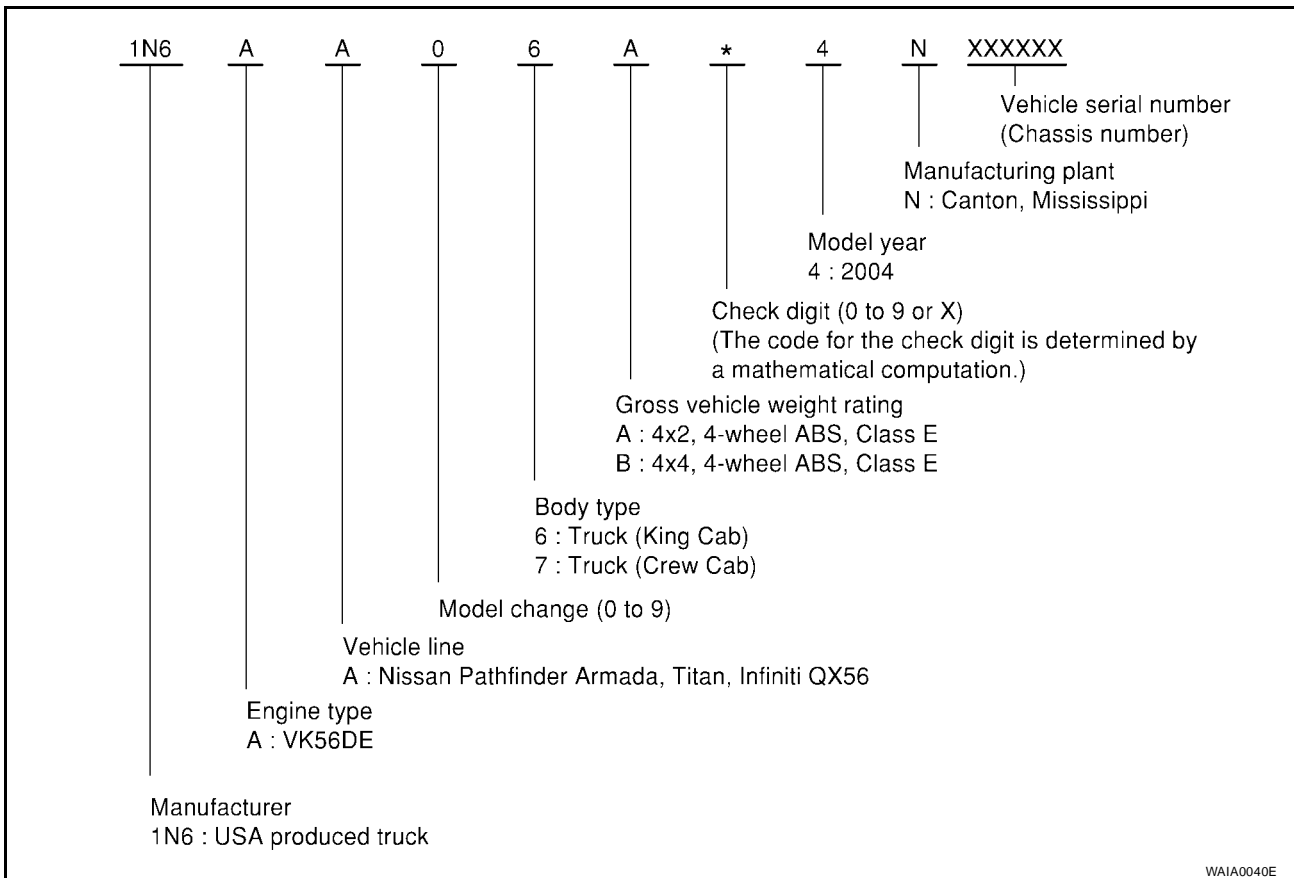 1N6 A A 0 6 A * 4 N XXXXXX
Vehicle serial number
(Chassis number)
Manufacturing plant
N : Canton, Mississippi
Model year
4 : 2004
Check digit (0 to 9 or X)
(The code for the check digit is determined by
a mathematical computation.)
Gross vehicle weight rating
A : 4x2, 4-wheel ABS, Class E
B : 4x4, 4-wheel ABS, Class E
Body type
6 : Truck (King Cab)
7 : Truck (Crew Cab)
Model change (0 to 9)
Vehicle line
A : Nissan Pathfinder Armada, Titan, Infiniti QX56
Engine type
A : VK56DE
Manufacturer
1N6 : USA produced truck
WAIA0040E